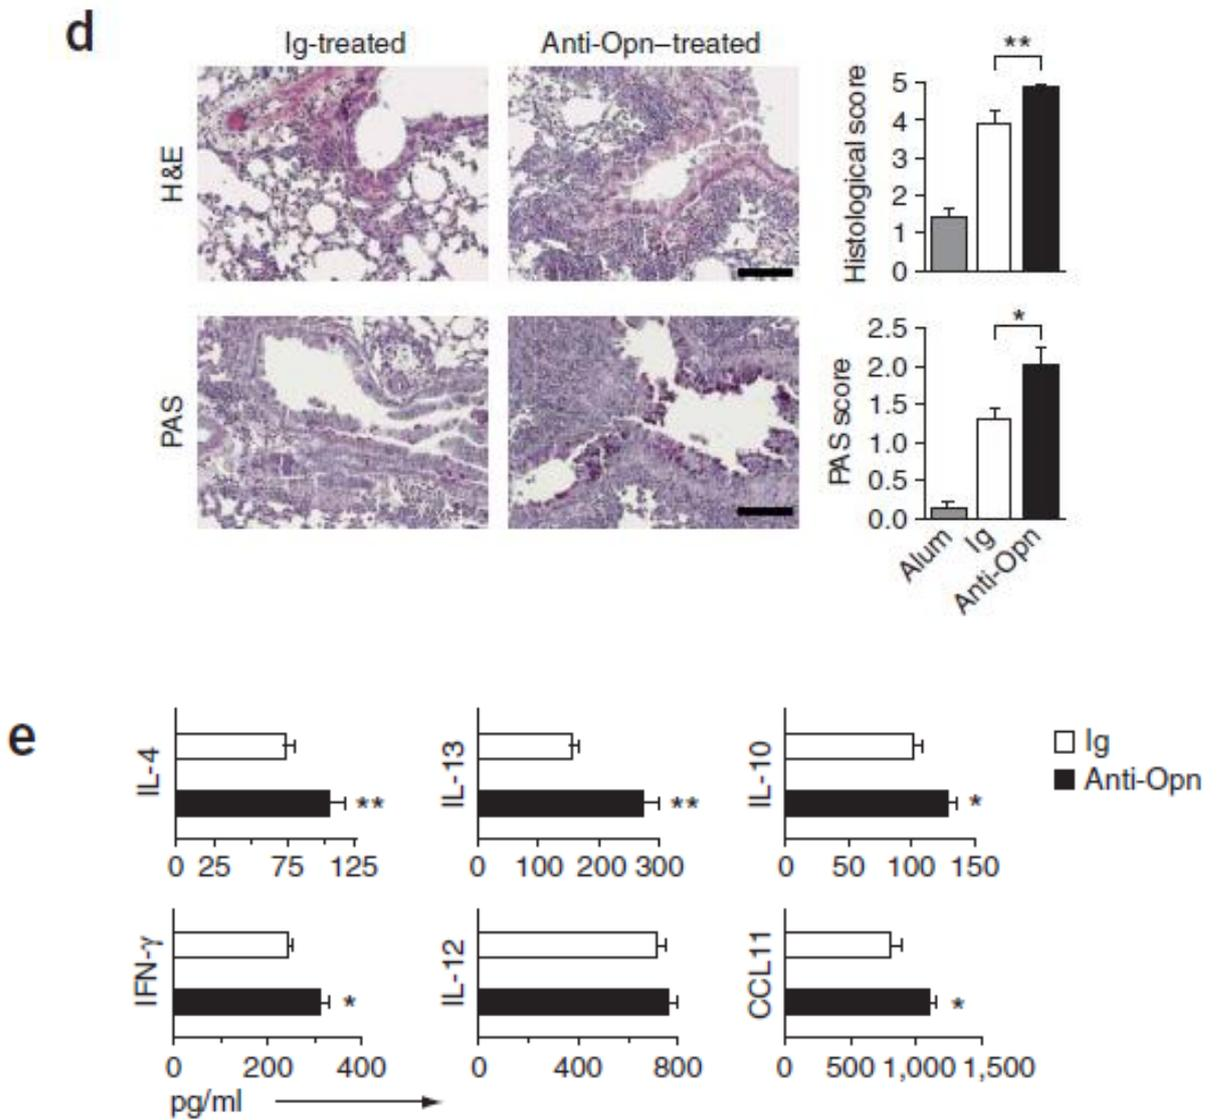 d
Ig-treated
Anti-Opn–treated
H&E
PAS
**
Histological score
5
4
3
2
1
0
*
PAS score
2.5
2.0
1.5
1.0
0.5
0.0
Alum
Ig
Anti-Opn
e
IL-4
**
0 25 75 125
IL-13
**
0 100 200 300
IL-10
*
0 50 100 150
Ig
Anti-Opn
IFN-γ
*
0 200 400
IL-12
0 400 800
CCL11
*
0 500 1,000 1,500
pg/ml